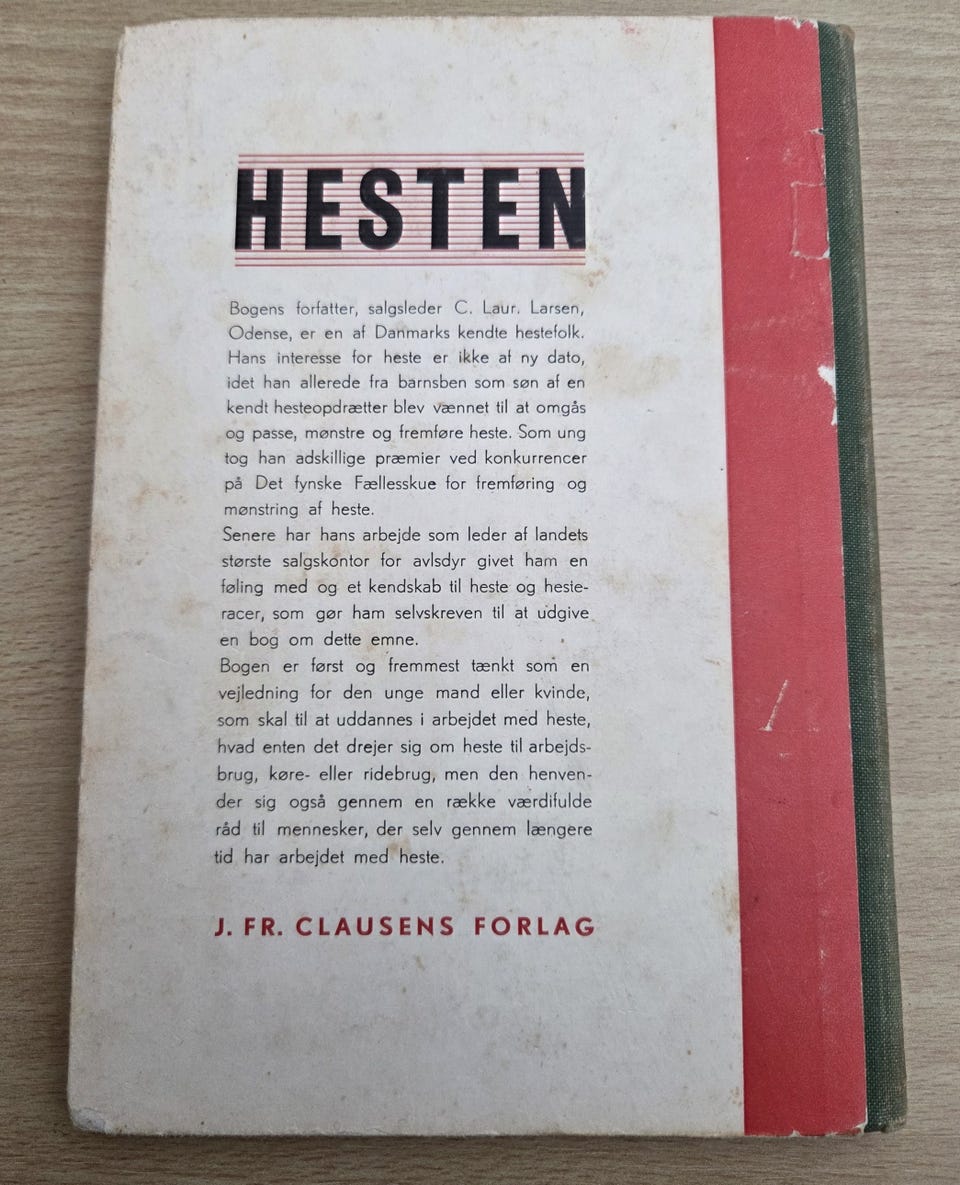 HESTEN
Bogens forfatter, salgsleder C. Laur. Larsen,
Odense, er en af Danmarks kendte hestefolk.
Hans interesse for heste er ikke af ny dato,
idet han allerede fra barnsben som søn af en
kendt hesteopdrætter blev vænnet til at omgås
og passe, mønstre og fremføre heste. Som ung
tog han adskillige præmier ved konkurrencer
på Det fynske Fællesskue for fremføring og
mønstring af heste.
Senere har hans arbejde som leder af landets
største salgskontor for avlsdyr givet ham en
føling med og et kendskab til heste og heste-
racer, som gør ham selvskreven til at udgive
en bog om dette emne.
Bogen er først og fremmest tænkt som en
vejledning for den unge mand eller kvinde,
som skal til at uddannes i arbejdet med heste,
hvad enten det drejer sig om heste til arbejds-
brug, køre- eller ridebrug, men den henven-
der sig også gennem en række værdifulde
råd til mennesker, der selv gennem længere
tid har arbejdet med heste.
J. FR. CLAUSENS FORLAG